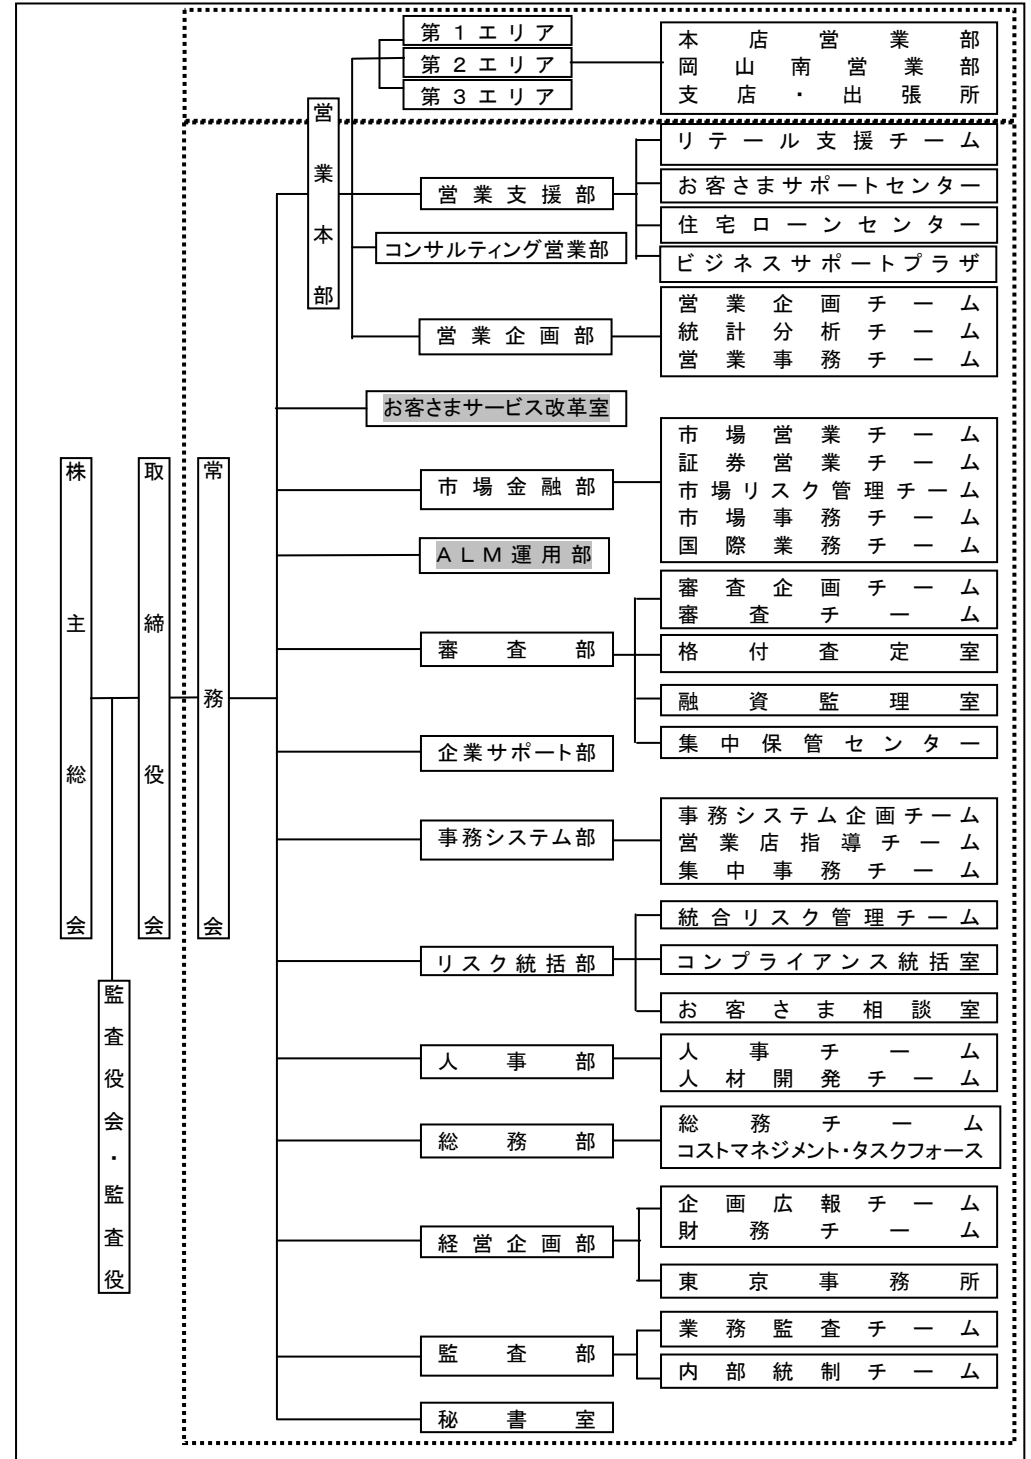 第1エリア
第2エリア
第3エリア
本店営業部
岡山南営業部
支店・出張所
営業本部
リテール支援チーム
営業支援部
お客さまサポートセンター
住宅ローンセンター
コンサルティング営業部
ビジネスサポートプラザ
営業企画部
営業企画チーム
統計分析チーム
営業事務チーム
お客さまサービス改革室
株主総会
取締役会
常務会
市場金融部
市場営業チーム
証券営業チーム
市場リスク管理チーム
市場事務チーム
国際業務チーム
ALM運用部
審査部
審査企画チーム
審査チーム
格付査定室
融資監理室
集中保管センター
企業サポート部
事務システム部
事務システム企画チーム
営業店指導チーム
集中事務チーム
リスク統括部
統合リスク管理チーム
コンプライアンス統括室
お客さま相談室
監査役会・監査役
人事部
人事チーム
人材開発チーム
総務部
総務チーム
コストマネジメント・タスクフォース
経営企画部
企画広報チーム
財務チーム
東京事務所
監査部
業務監査チーム
内部統制チーム
秘書室